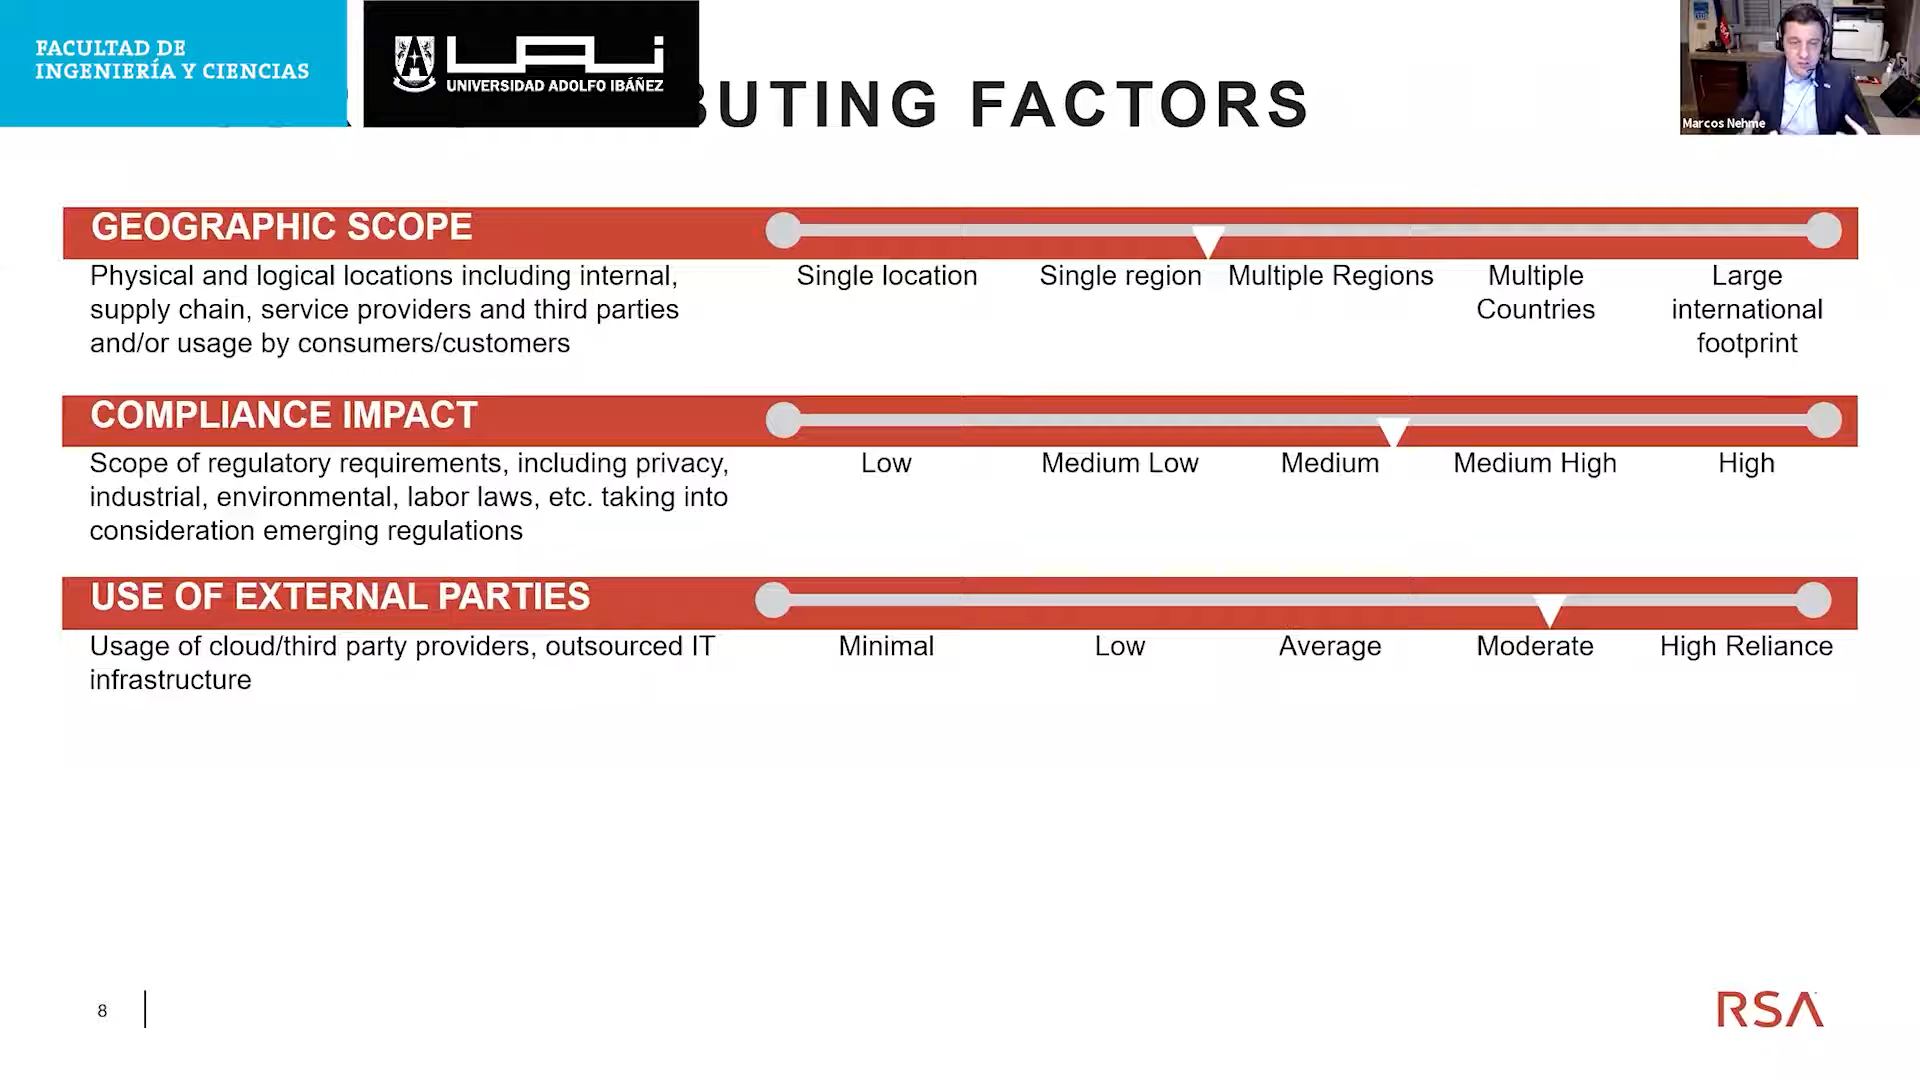 FACULTAD DE
INGENIERÍA Y CIENCIAS
UAI
UNIVERSIDAD ADOLFO IBÁÑEZ
BUTING FACTORS
Marcos Nehme
GEOGRAPHIC SCOPE
Physical and logical locations including internal,
supply chain, service providers and third parties
and/or usage by consumers/customers
Single location
Single region
Multiple Regions
Multiple
Countries
Large
international
footprint
COMPLIANCE IMPACT
Scope of regulatory requirements, including privacy,
industrial, environmental, labor laws, etc. taking into
consideration emerging regulations
Low
Medium Low
Medium
Medium High
High
USE OF EXTERNAL PARTIES
Usage of cloud/third party providers, outsourced IT
infrastructure
Minimal
Low
Average
Moderate
High Reliance
8
RSA